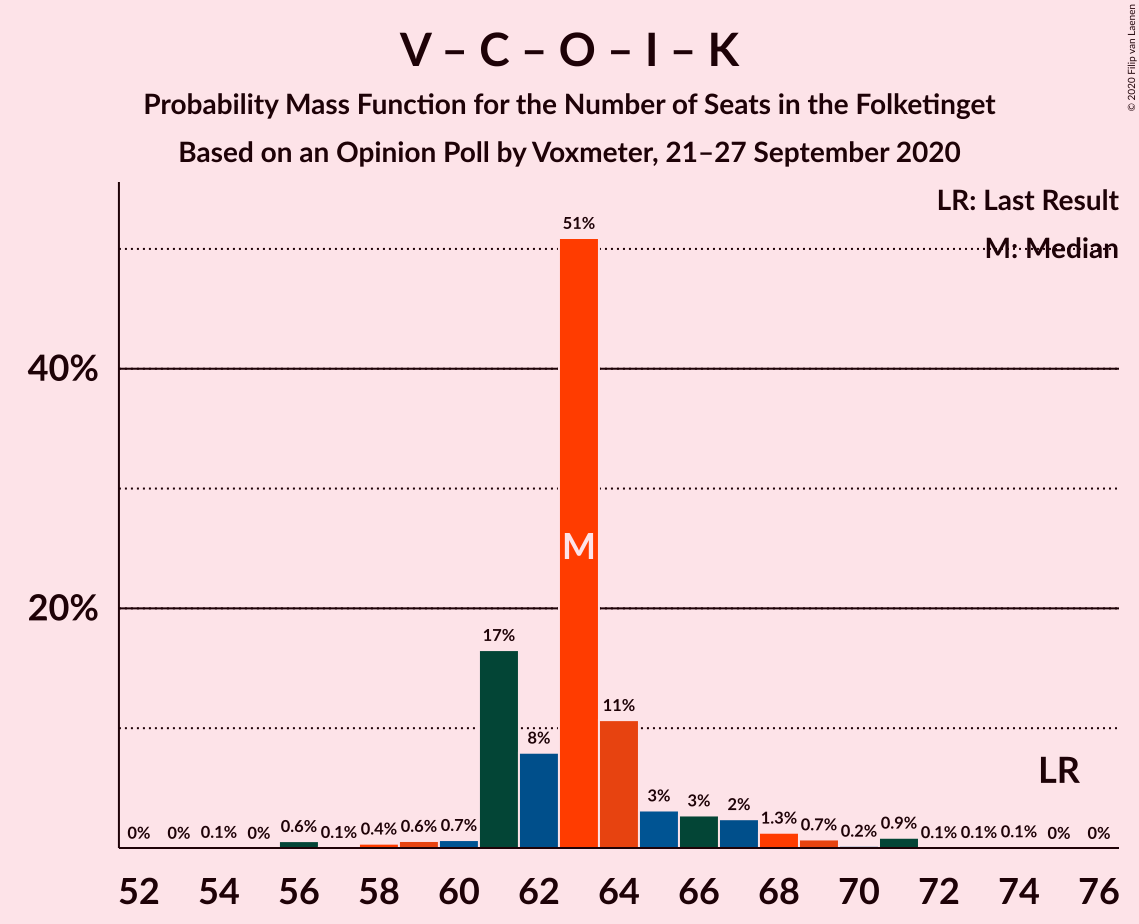 V – C – O – I – K
Probability Mass Function for the Number of Seats in the Folketinget
Based on an Opinion Poll by Voxmeter, 21–27 September 2020
© 2020 Filip van Laenen
LR: Last Result
M: Median
51%
40%
M
20%
17%
11%
8%
LR
3% 3% 2%
0% 0% 0.1% 0% 0.6% 0.1% 0.4% 0.6% 0.7% 1.3% 0.7% 0.2% 0.9% 0.1% 0.1% 0.1% 0% 0%
52 54 56 58 60 62 64 66 68 70 72 74 76